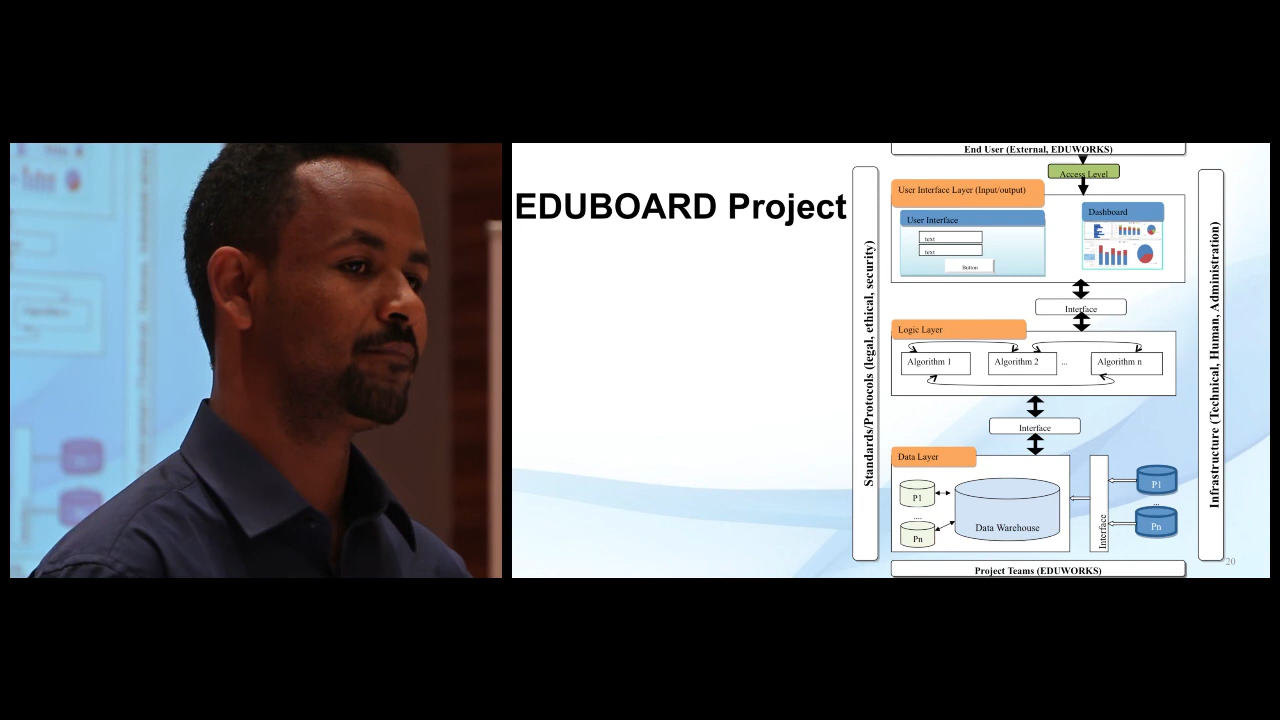 EDUBOARD Project
End User (External, EDUWORKS)
Access Level
User Interface Layer (Input/output)
User Interface
text
text
Button
Dashboard
Interface
Logic Layer
Algorithm 1
Algorithm 2
...
Algorithm n
Interface
Data Layer
P1
....
Pn
Data Warehouse
Interface
P1
...
Pn
Standards/Protocols (legal, ethical, security)
Infrastructure (Technical, Human, Administration)
Project Teams (EDUWORKS)
20